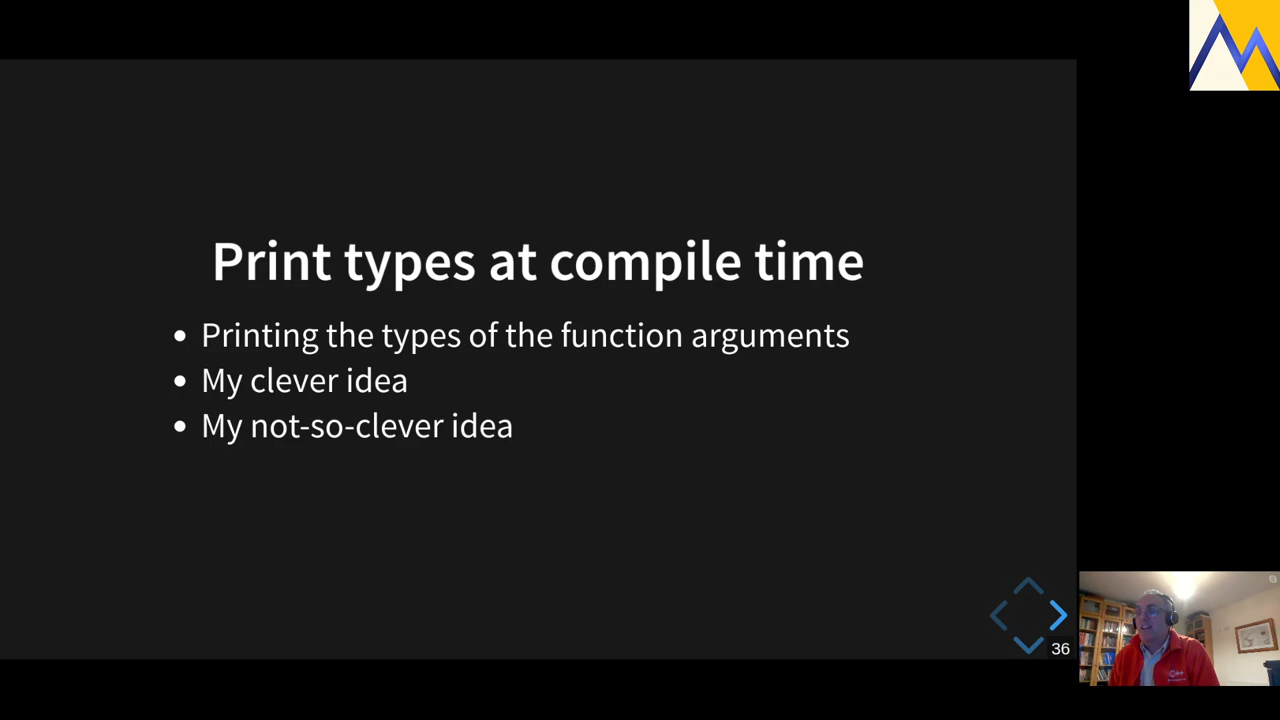 Print types at compile time
• Printing the types of the function arguments
• My clever idea
• My not-so-clever idea
36